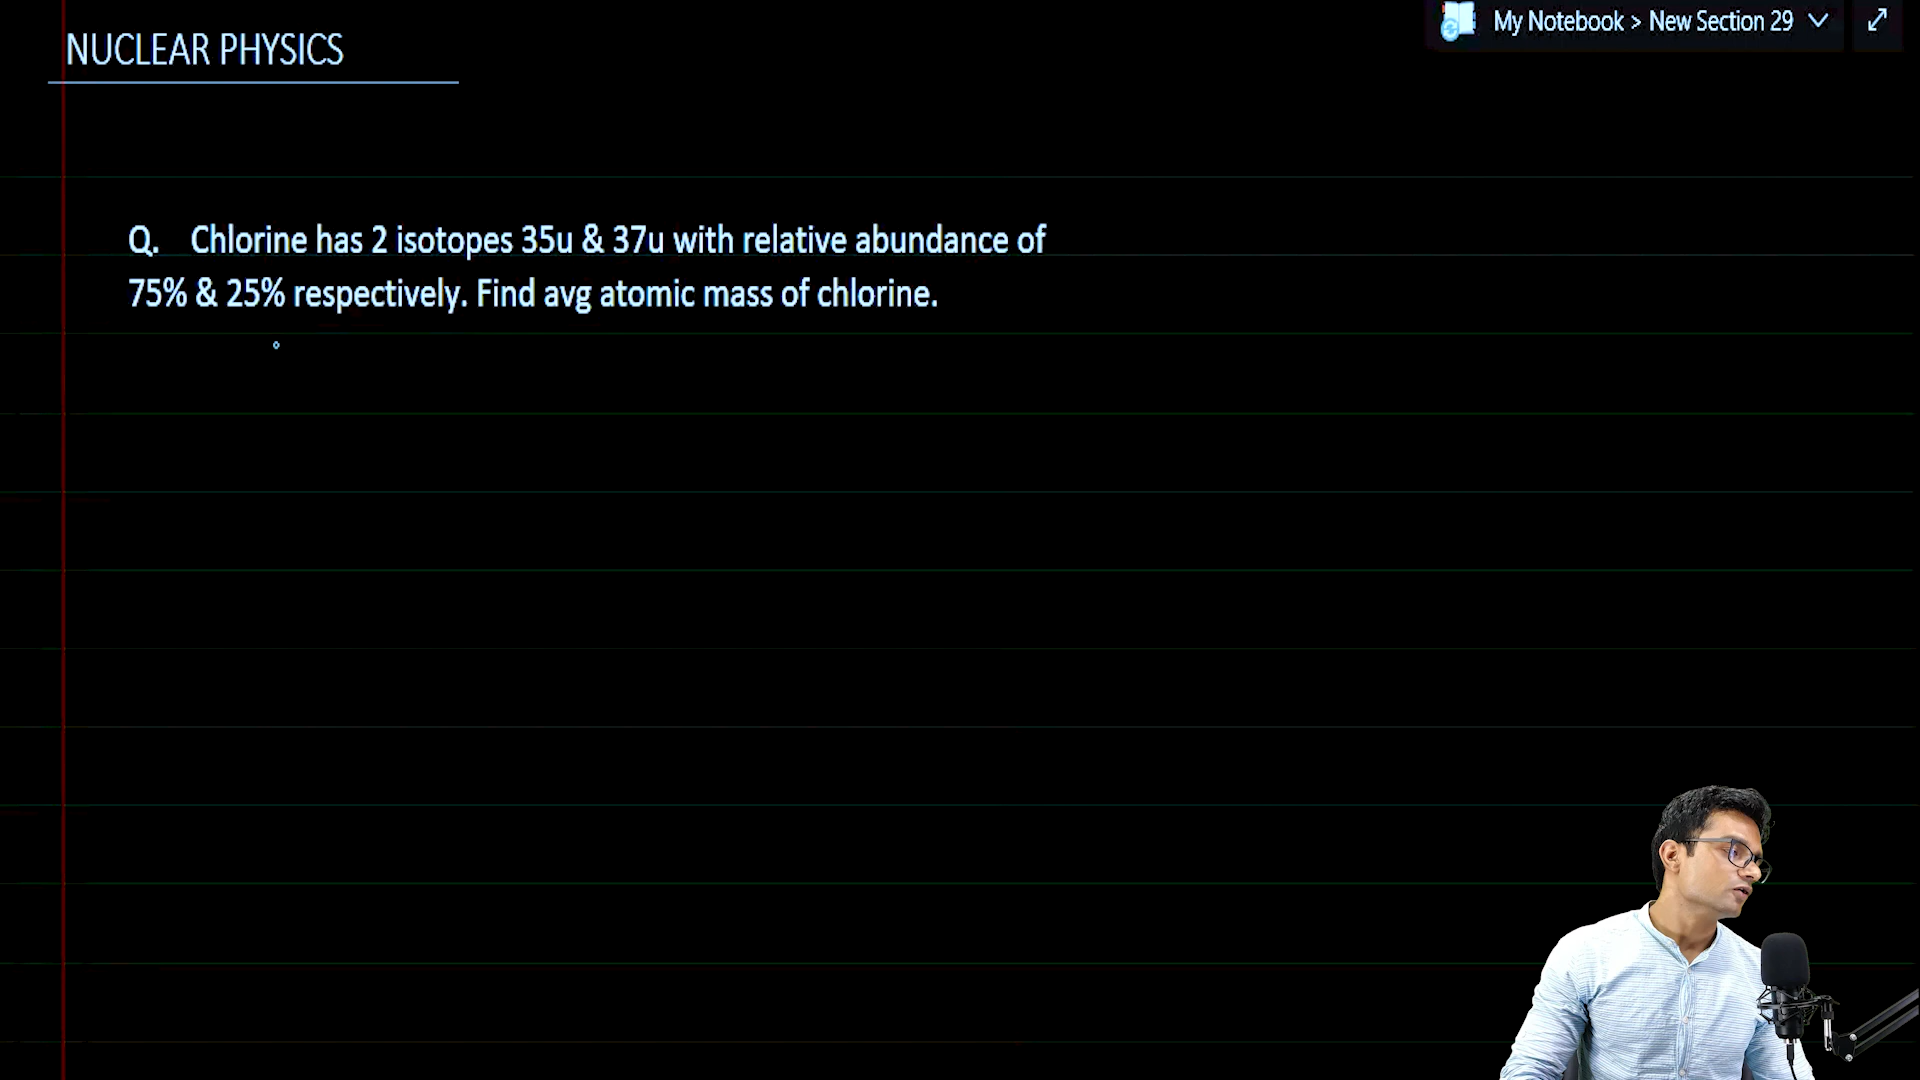 My Notebook > New Section 29
NUCLEAR PHYSICS
Q. Chlorine has 2 isotopes 35u & 37u with relative abundance of
75% & 25% respectively. Find avg atomic mass of chlorine.